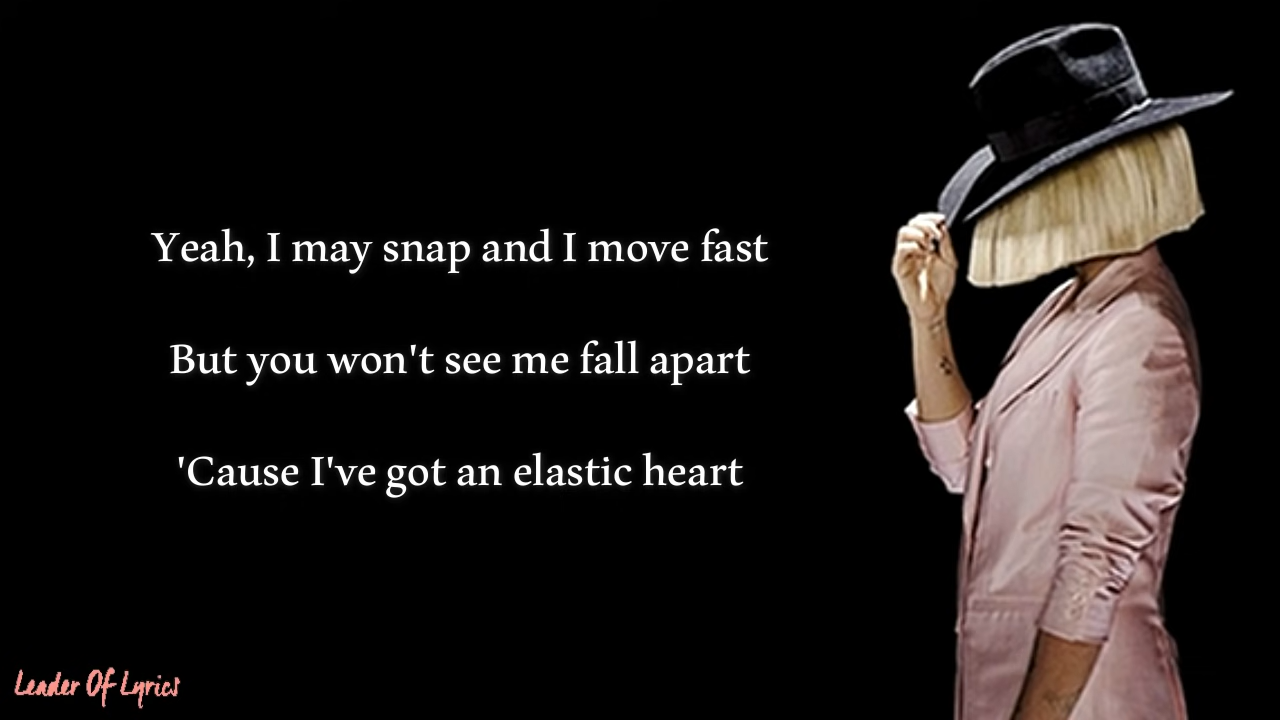 Yeah, I may snap and I move fast
But you won't see me fall apart
'Cause I've got an elastic heart
Leader Of Lyrics